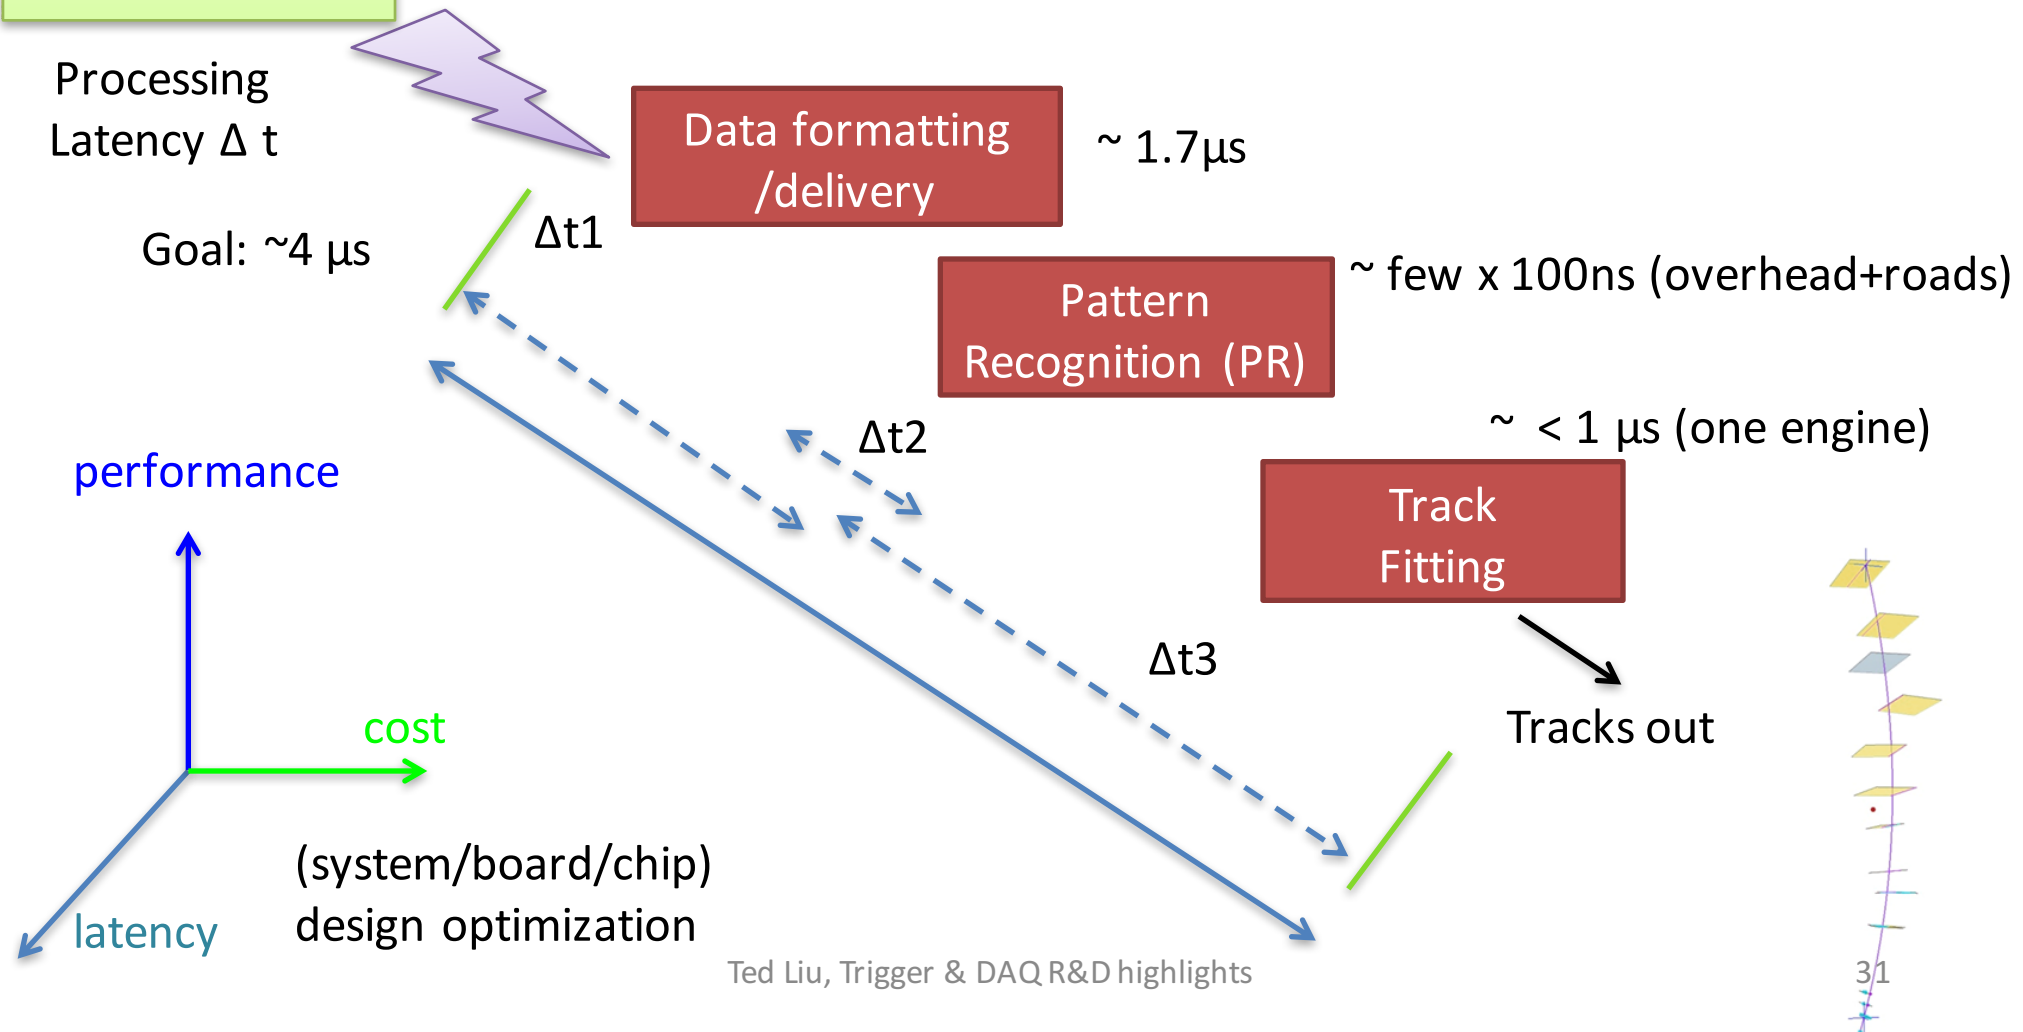 Processing
Latency Δ t
Data formatting
/delivery
~ 1.7µs
Goal: ~4 µs
Δt1
Pattern
Recognition (PR)
~ few x 100ns (overhead+roads)
Δt2
~ < 1 µs (one engine)
performance
Track
Fitting
Δt3
Tracks out
cost
(system/board/chip)
design optimization
latency
Ted Liu, Trigger & DAQ R&D highlights
31